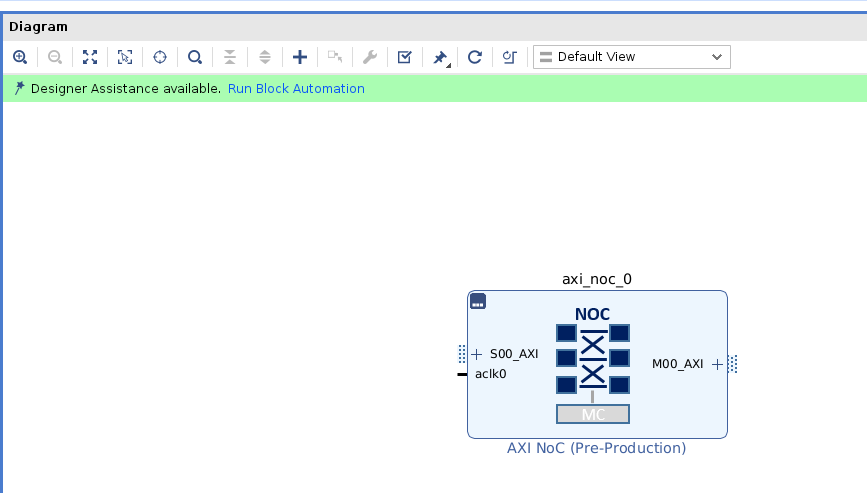 Diagram
Default View
Designer Assistance available. Run Block Automation
axi_noc_0
NOC
S00_AXI
M00_AXI
aclk0
MC
AXI NoC (Pre-Production)